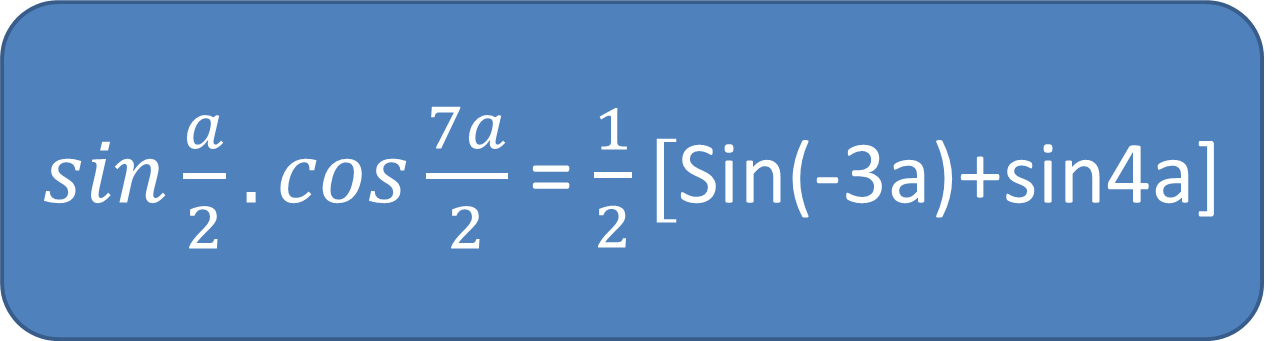 sin a/2 . cos 7a/2 = 1/2 [Sin(-3a)+sin4a]